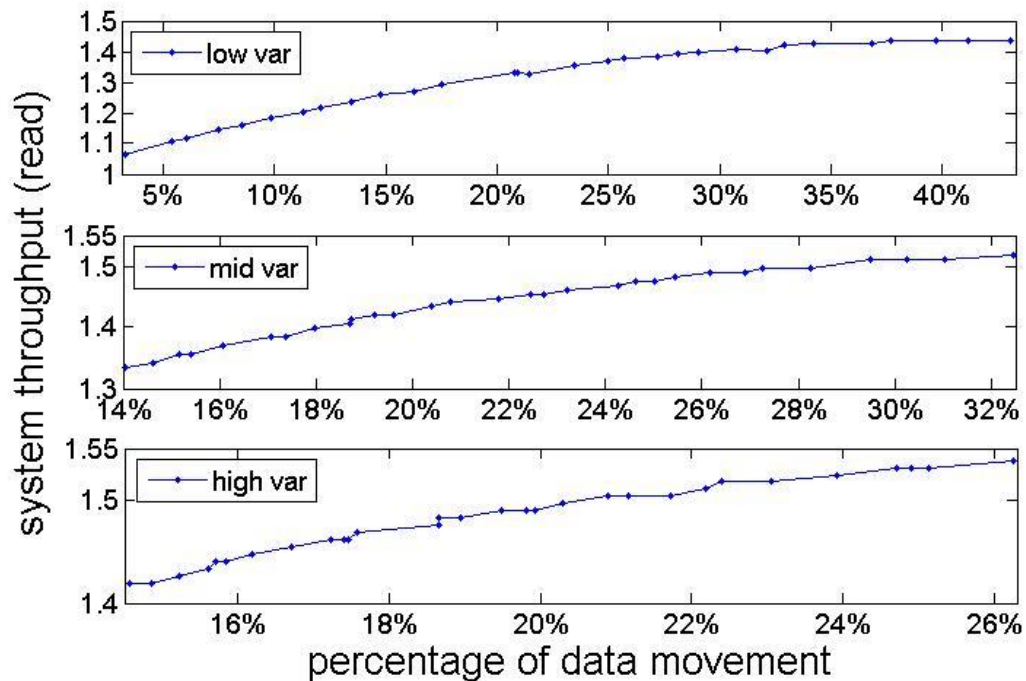 system throughput (read)
1.5
1.4
1.3
1.2
1.1
1
low var
5% 10% 15% 20% 25% 30% 35% 40%
1.55
1.5
1.4
1.3
mid var
14% 16% 18% 20% 22% 24% 26% 28% 30% 32%
1.55
1.5
1.4
high var
16% 18% 20% 22% 24% 26%
percentage of data movement